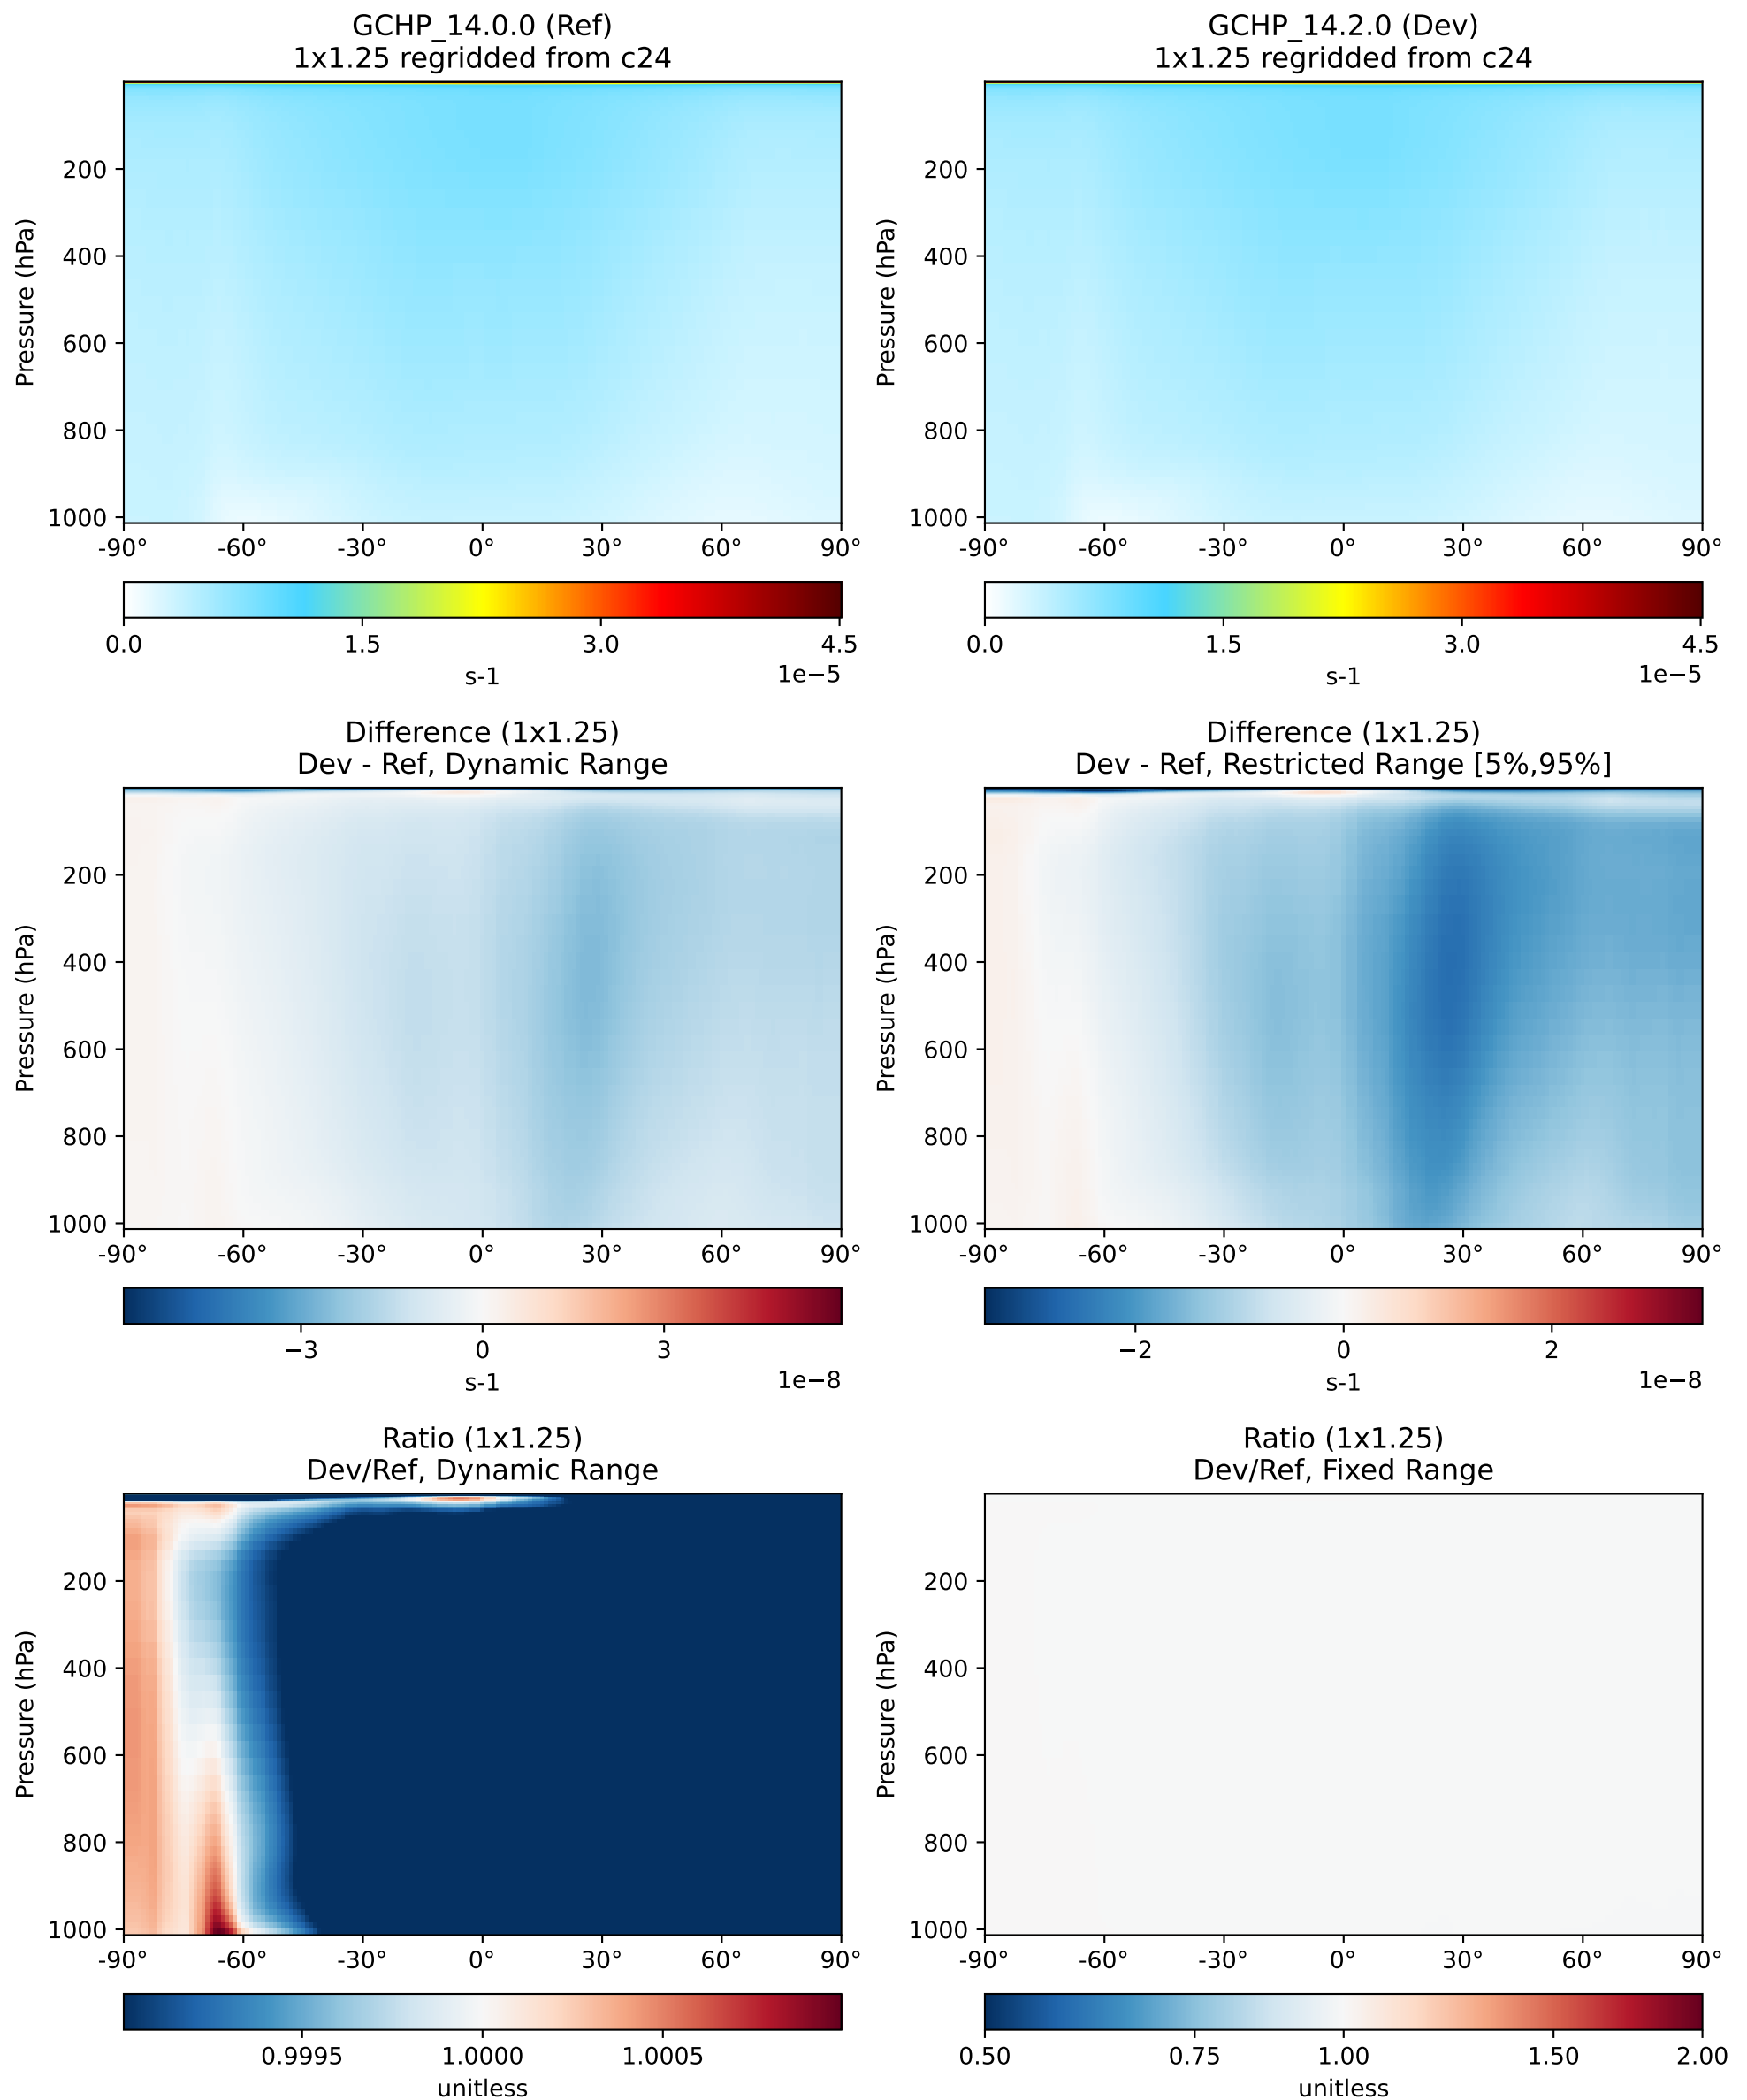 GCHP_14.0.0 (Ref)
1x1.25 regridded from c24
Pressure (hPa)
200
400
600
800
1000
-90° -60° -30° 0° 30° 60° 90°
0.0 1.5 3.0 4.5
1e−5
s-1
GCHP_14.2.0 (Dev)
1x1.25 regridded from c24
Pressure (hPa)
200
400
600
800
1000
-90° -60° -30° 0° 30° 60° 90°
0.0 1.5 3.0 4.5
1e−5
s-1
Difference (1x1.25)
Dev - Ref, Dynamic Range
Pressure (hPa)
200
400
600
800
1000
-90° -60° -30° 0° 30° 60° 90°
−3 0 3
1e−8
s-1
Difference (1x1.25)
Dev - Ref, Restricted Range [5%,95%]
Pressure (hPa)
200
400
600
800
1000
-90° -60° -30° 0° 30° 60° 90°
−2 0 2
1e−8
s-1
Ratio (1x1.25)
Dev/Ref, Dynamic Range
Pressure (hPa)
200
400
600
800
1000
-90° -60° -30° 0° 30° 60° 90°
0.9995 1.0000 1.0005
unitless
Ratio (1x1.25)
Dev/Ref, Fixed Range
Pressure (hPa)
200
400
600
800
1000
-90° -60° -30° 0° 30° 60° 90°
0.50 0.75 1.00 1.50 2.00
unitless